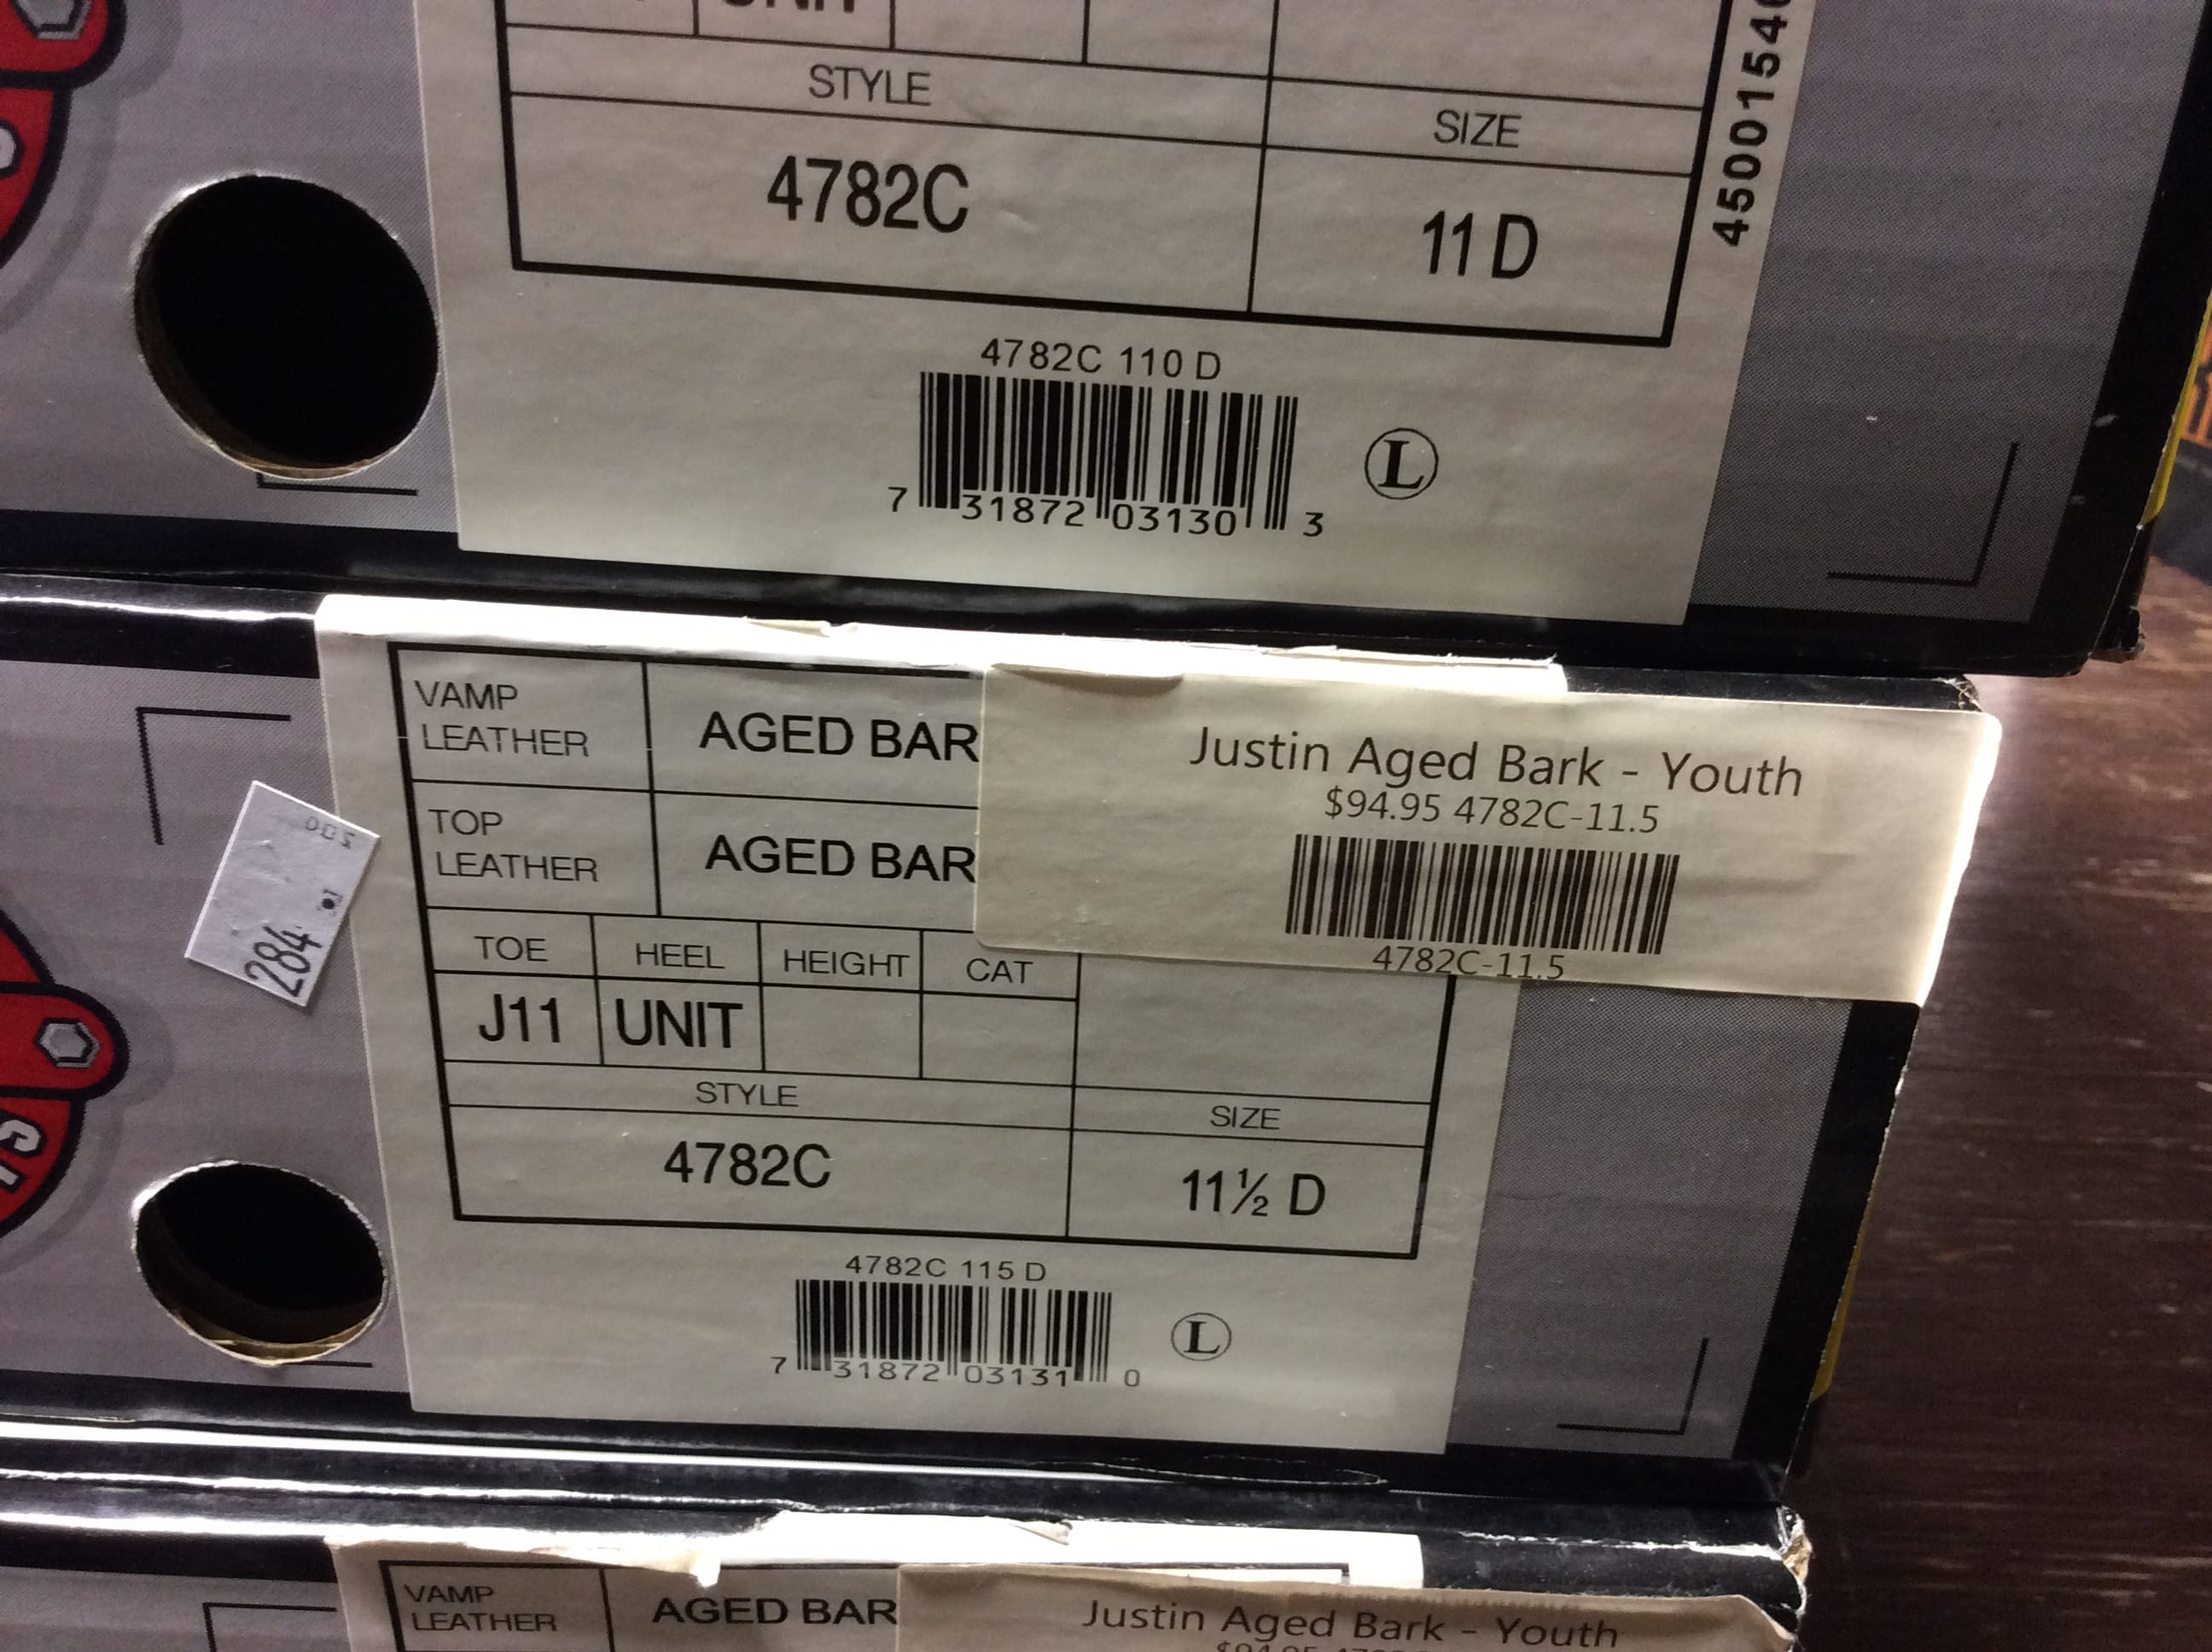 UNIT
STYLE
SIZE
4782C
11 D
45001540
4782C 110 D
7 31872 03130 3
L
VAMP
LEATHER
AGED BAR
TOP
LEATHER
AGED BAR
Justin Aged Bark - Youth
$94.95 4782C-11.5
4782C-11.5
284
TOE
HEEL
HEIGHT
CAT
J11
UNIT
STYLE
SIZE
4782C
11½ D
4782C 115 D
7 31872 03131 0
L
VAMP
LEATHER
AGED BAR
Justin Aged Bark - Youth